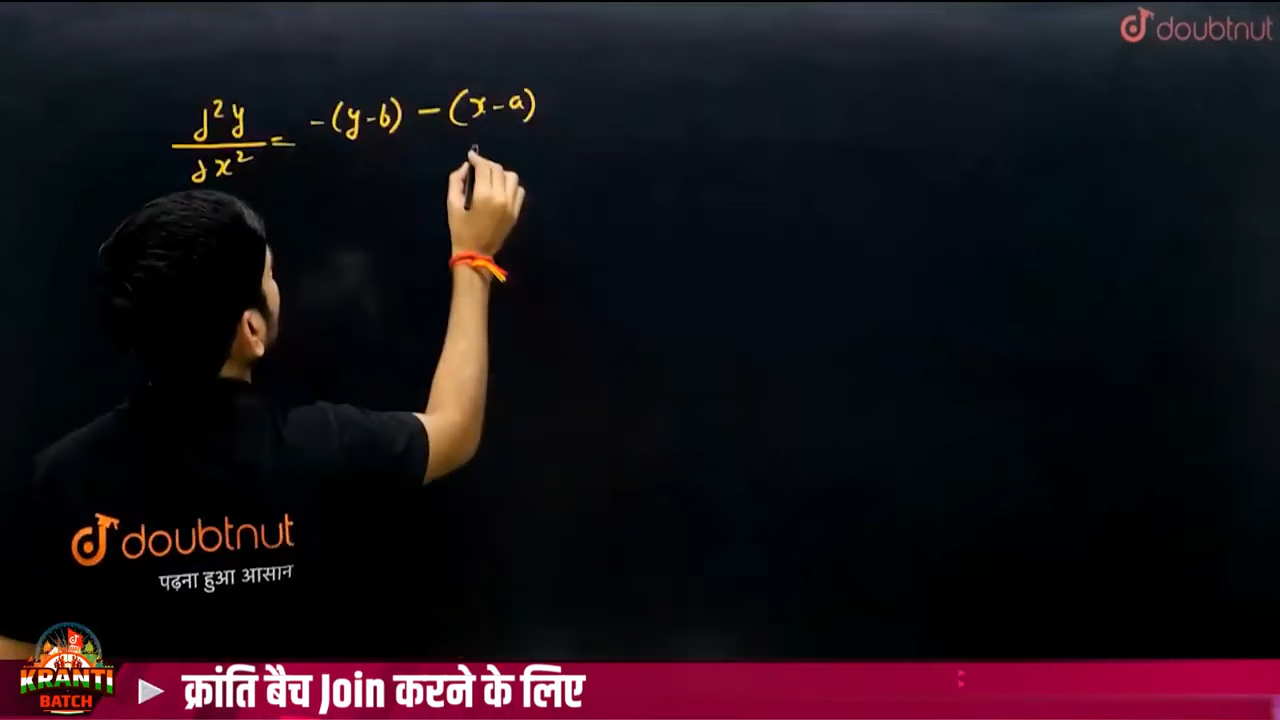 doubtnut
d²y = -(y-b) - (x-a)
dx²
doubtnut
पढ़ना हुआ आसान
KRANTI
BATCH
क्रांति बैच Join करने के लिए